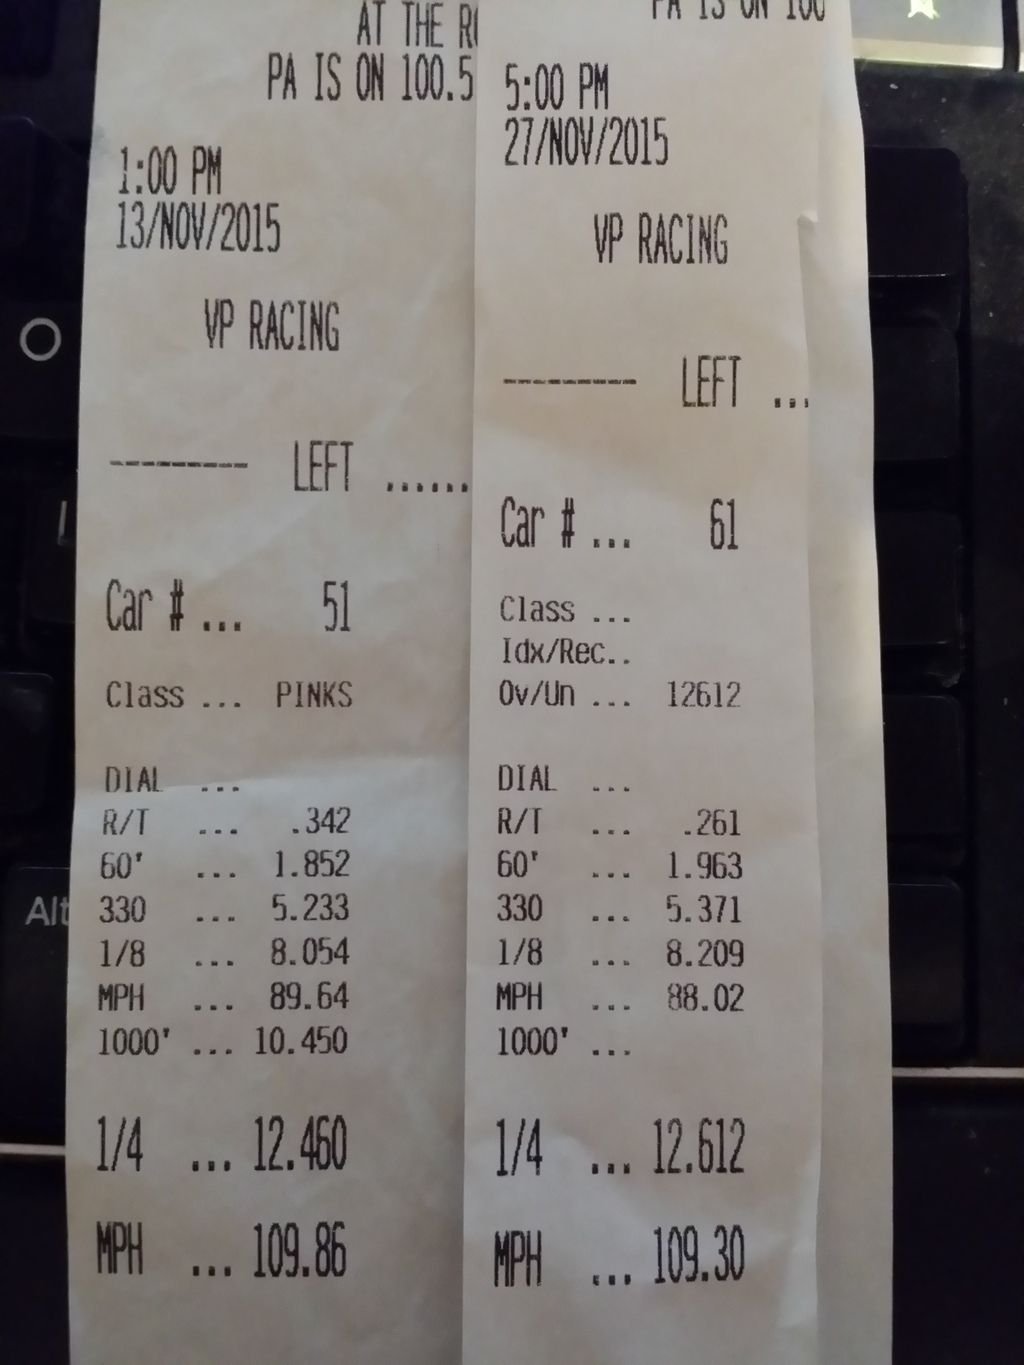 AT THE
PA IS ON 100.5
1:00 PM
13/NOV/2015
VP RACING
------ LEFT ......
Car # ... 51
Class ... PINKS
DIAL ...
R/T ... .342
60' ... 1.852
330 ... 5.233
1/8 ... 8.054
MPH ... 89.64
1000' ... 10.450
1/4 ... 12.460
MPH ... 109.86
PA IS ON 100
5:00 PM
27/NOV/2015
VP RACING
------ LEFT ...
Car # ... 61
Class ...
Idx/Rec..
Ov/Un ... 12612
DIAL ...
R/T ... .261
60' ... 1.963
330 ... 5.371
1/8 ... 8.209
MPH ... 88.02
1000' ...
1/4 ... 12.612
MPH ... 109.30
O
L
Alt